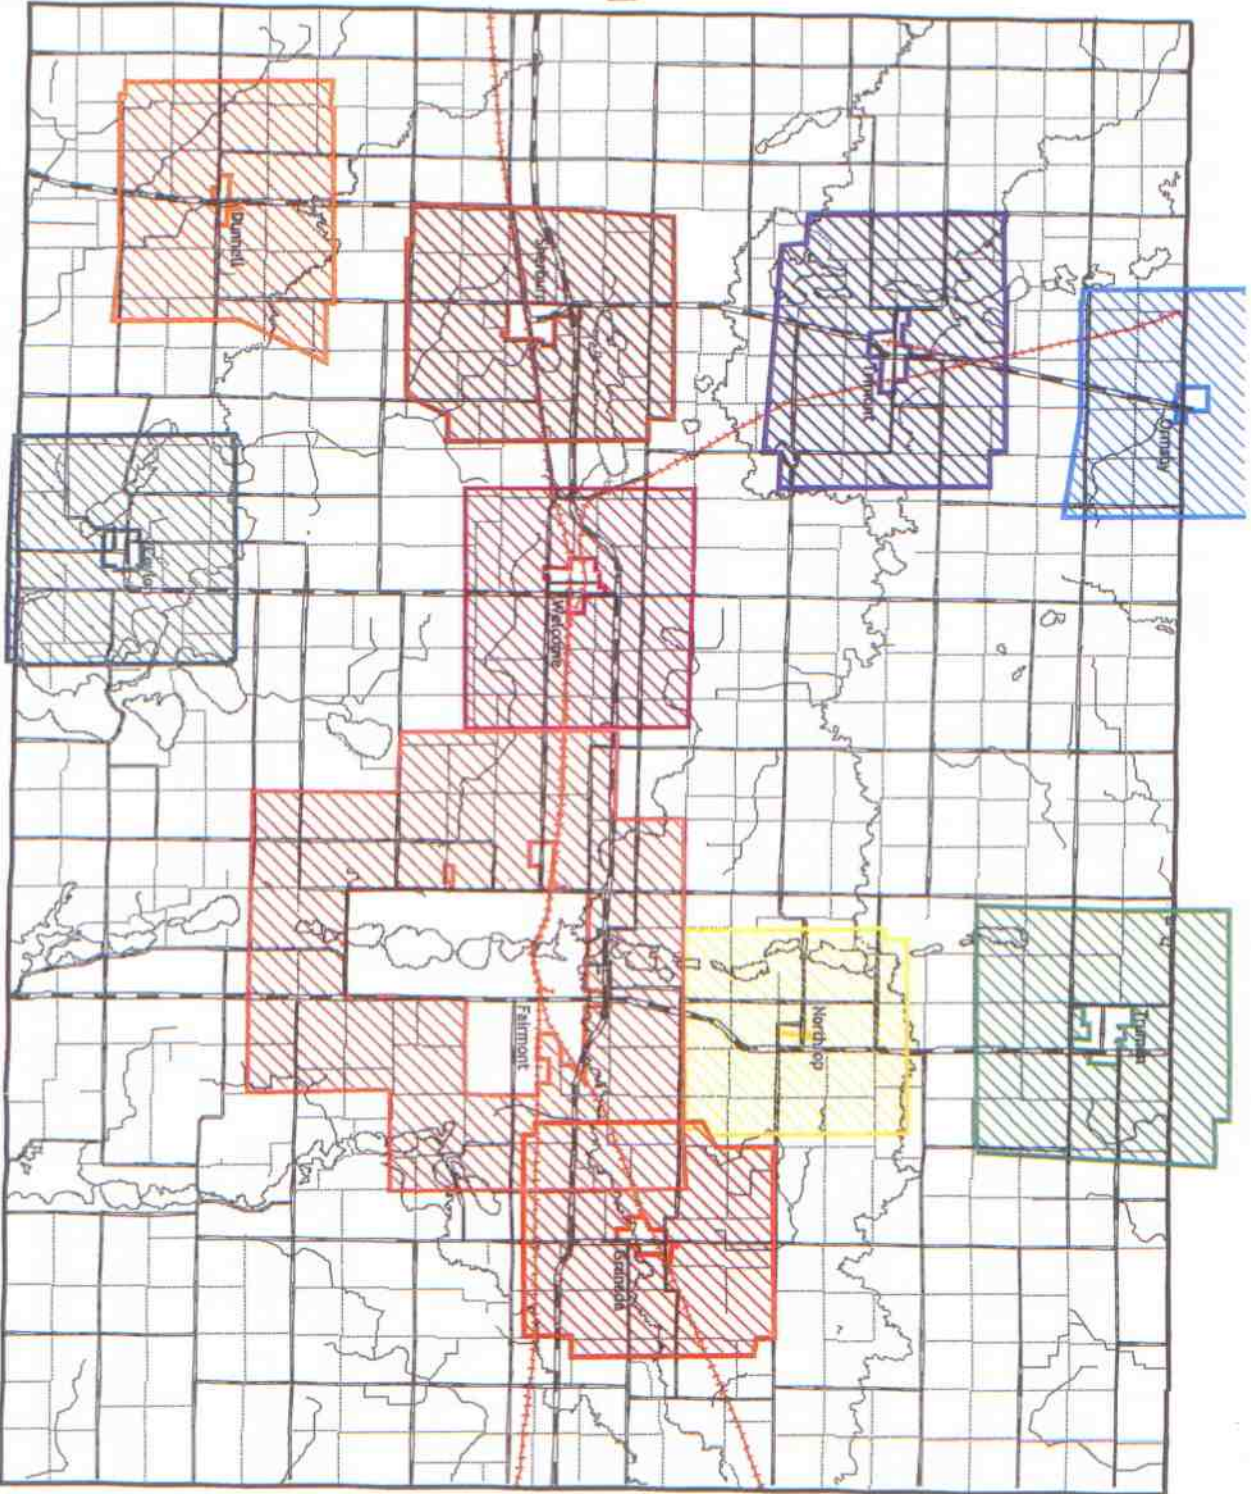 Ormsby
Truman
Trimont
Northrop
Granada
Welcome
Sherburn
Fairmont
Dunnell